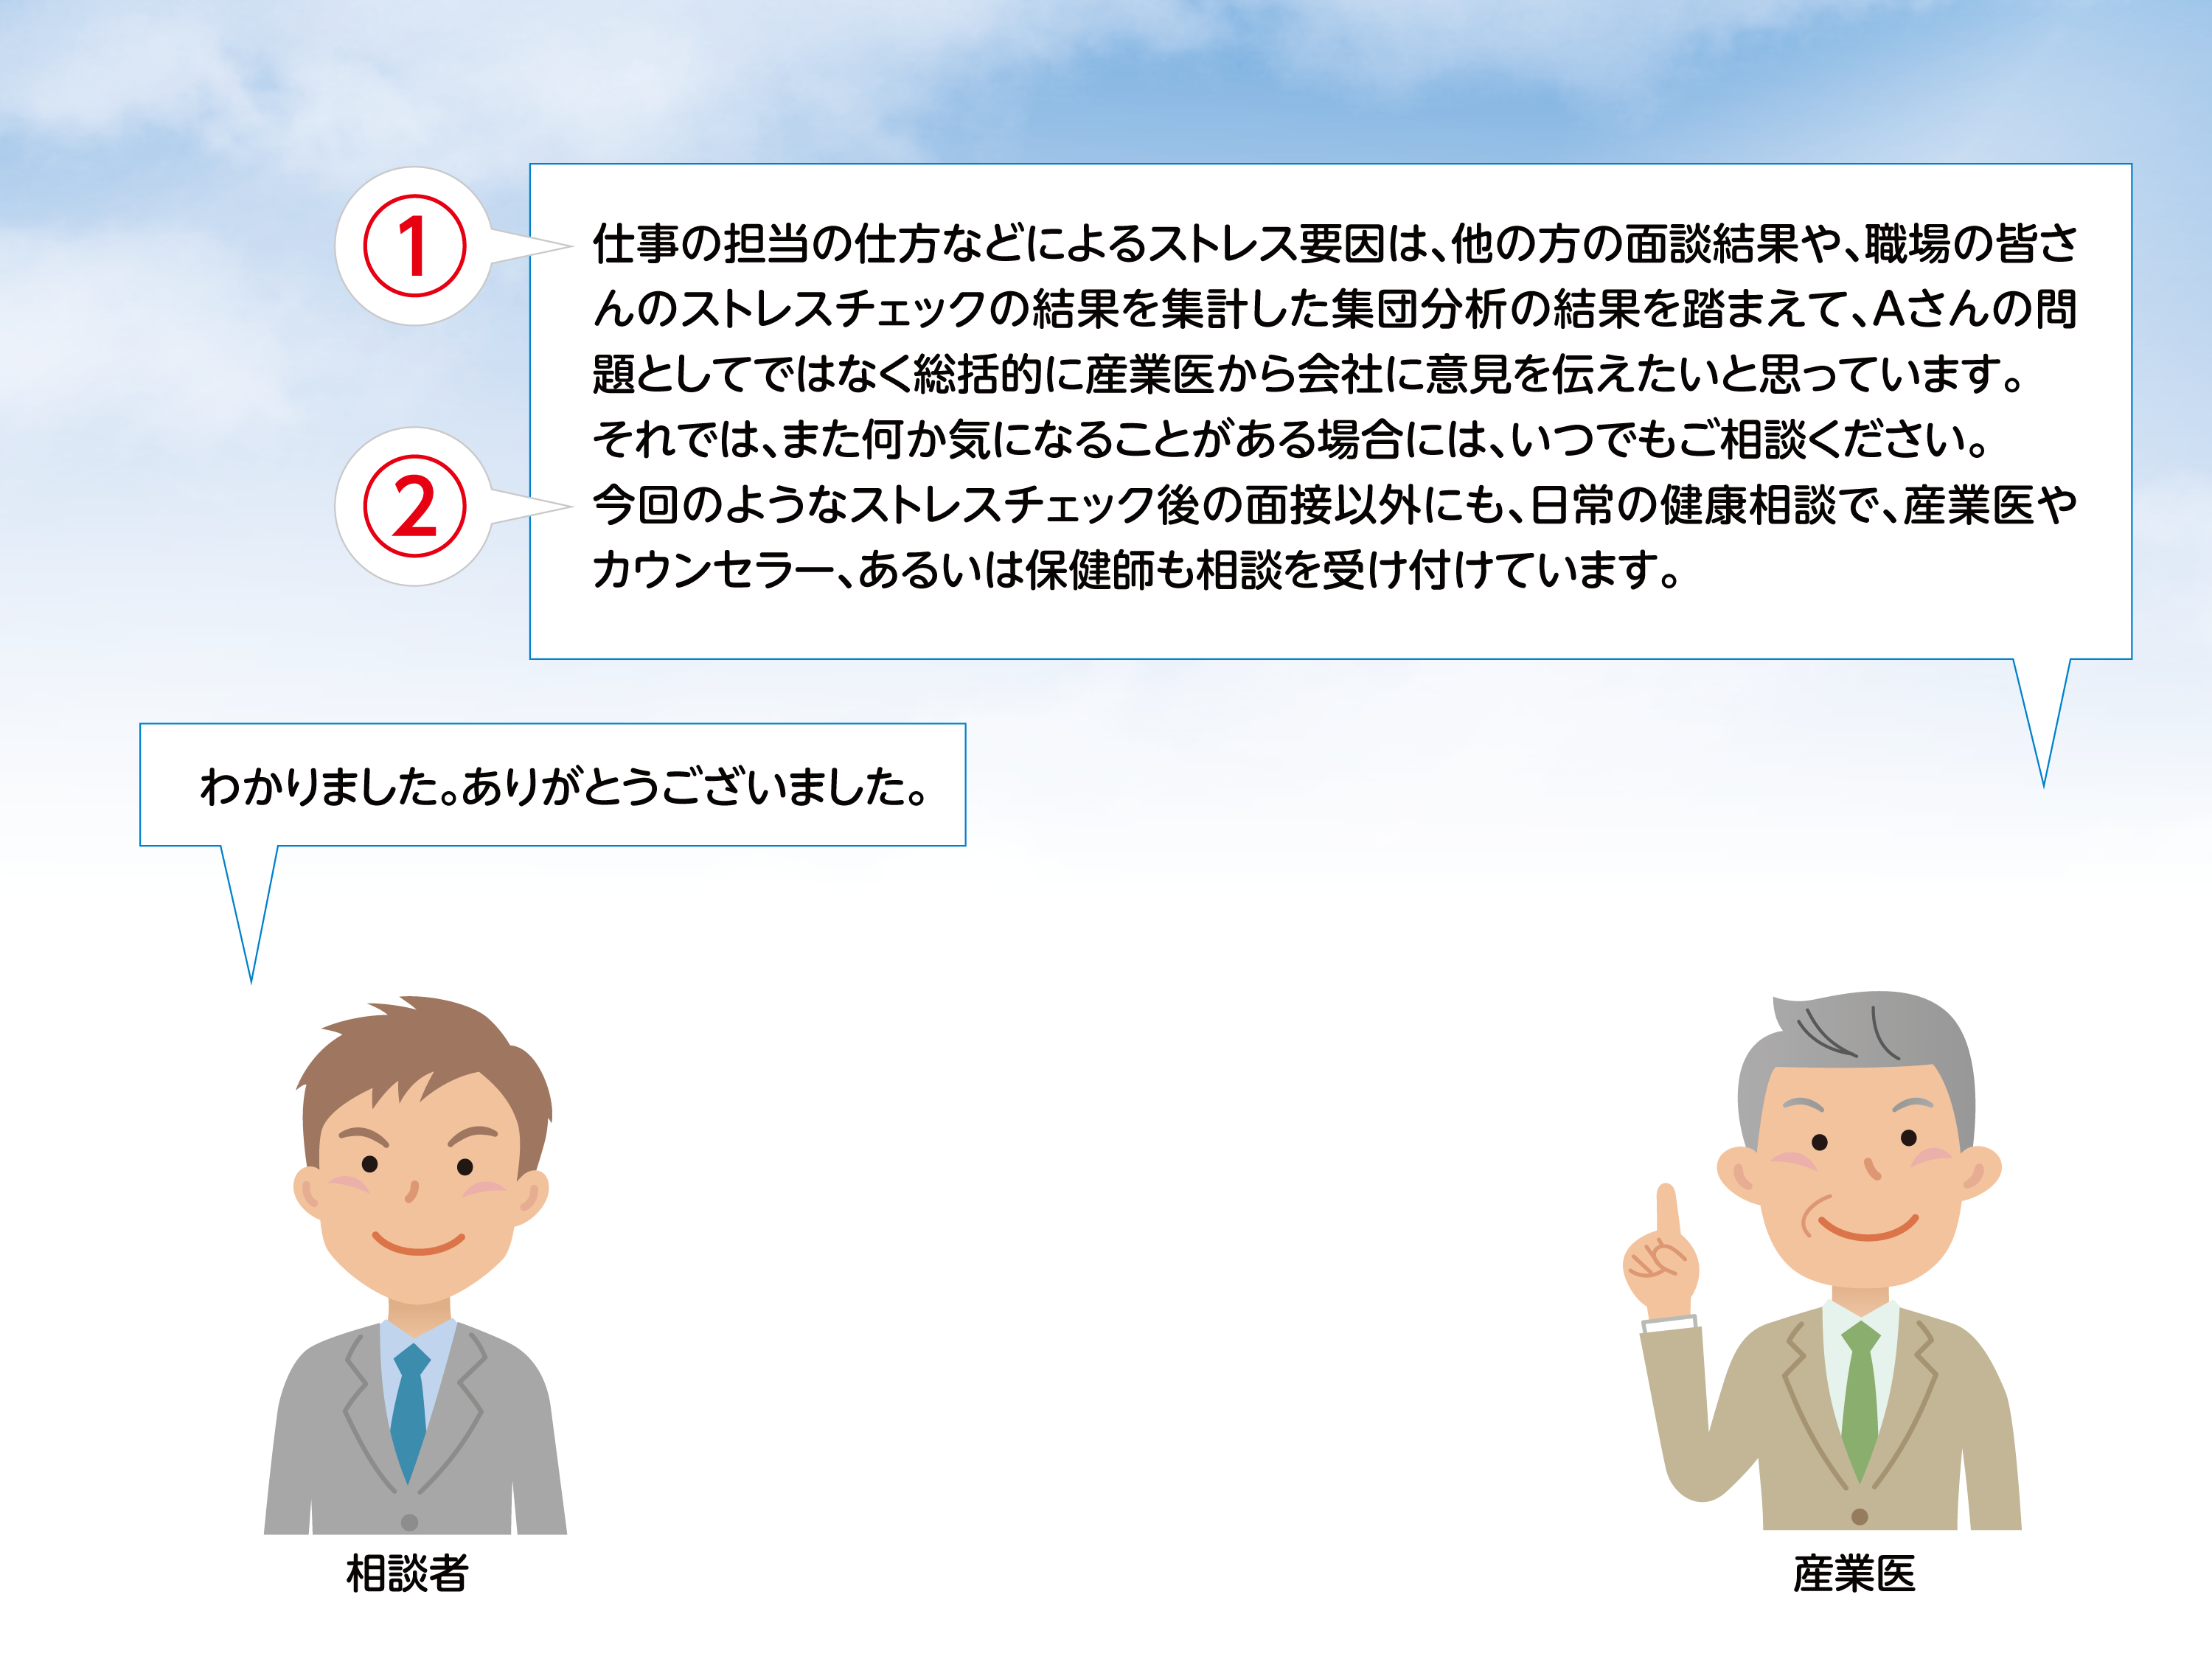 ①
仕事の担当の仕方などによるストレス要因は、他の方の面談結果や、職場の皆さ
んのストレスチェックの結果を集計した集団分析の結果を踏まえて、Aさんの問
題としてではなく総括的に産業医から会社に意見を伝えたいと思っています。
それでは、また何か気になることがある場合には、いつでもご相談ください。
②
今回のようなストレスチェック後の面接以外にも、日常の健康相談で、産業医や
カウンセラー、あるいは保健師も相談を受け付けています。
わかりました。ありがとうございました。
相談者
産業医